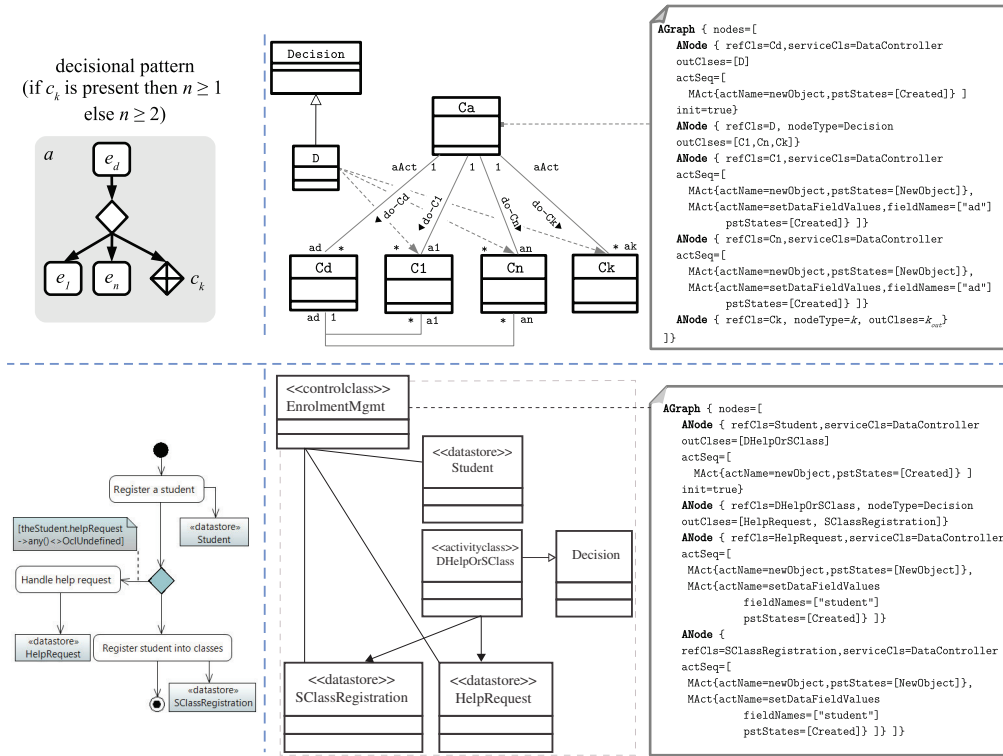 decisional pattern
(if c_k is present then n ≥ 1
else n ≥ 2)
a
e_d
e_l
e_n
c_k
Decision
D
Ca
aAct
1
1
1
1
aAct
do-Cd
do-C1
do-Cn
do-Ck
ad
*
*
a1
*
an
*
ak
Cd
C1
Cn
Ck
ad
1
*
a1
*
an
AGraph { nodes=[
ANode { refCls=Cd,serviceCls=DataController
outClses=[D]
actSeq=[
MAct{actName=newObject,pstStates=[Created]} ]
init=true}
ANode { refCls=D, nodeType=Decision
outClses=[C1,Cn,Ck]}
ANode { refCls=C1,serviceCls=DataController
actSeq=[
MAct{actName=newObject,pstStates=[NewObject]},
MAct{actName=setDataFieldValues,fieldNames=["ad"]
pstStates=[Created]} ]}
ANode { refCls=Cn,serviceCls=DataController
actSeq=[
MAct{actName=newObject,pstStates=[NewObject]},
MAct{actName=setDataFieldValues,fieldNames=["ad"]
pstStates=[Created]} ]}
ANode { refCls=Ck, nodeType=k, outClses=k_out}
]}
Register a student
«datastore»
Student
[theStudent.helpRequest
->any()<>OclUndefined]
Handle help request
«datastore»
HelpRequest
Register student into classes
«datastore»
SClassRegistration
<<controlclass>>
EnrolmentMgmt
<<datastore>>
Student
<<activityclass>>
DHelpOrSClass
Decision
<<datastore>>
SClassRegistration
<<datastore>>
HelpRequest
AGraph { nodes=[
ANode { refCls=Student,serviceCls=DataController
outClses=[DHelpOrSClass]
actSeq=[
MAct{actName=newObject,pstStates=[Created]} ]
init=true}
ANode { refCls=DHelpOrSClass, nodeType=Decision
outClses=[HelpRequest, SClassRegistration]}
ANode { refCls=HelpRequest,serviceCls=DataController
actSeq=[
MAct{actName=newObject,pstStates=[NewObject]},
MAct{actName=setDataFieldValues
fieldNames=["student"]
pstStates=[Created]} ]}
ANode {
refCls=SClassRegistration,serviceCls=DataController
actSeq=[
MAct{actName=newObject,pstStates=[NewObject]},
MAct{actName=setDataFieldValues
fieldNames=["student"]
pstStates=[Created]} ]} ]}